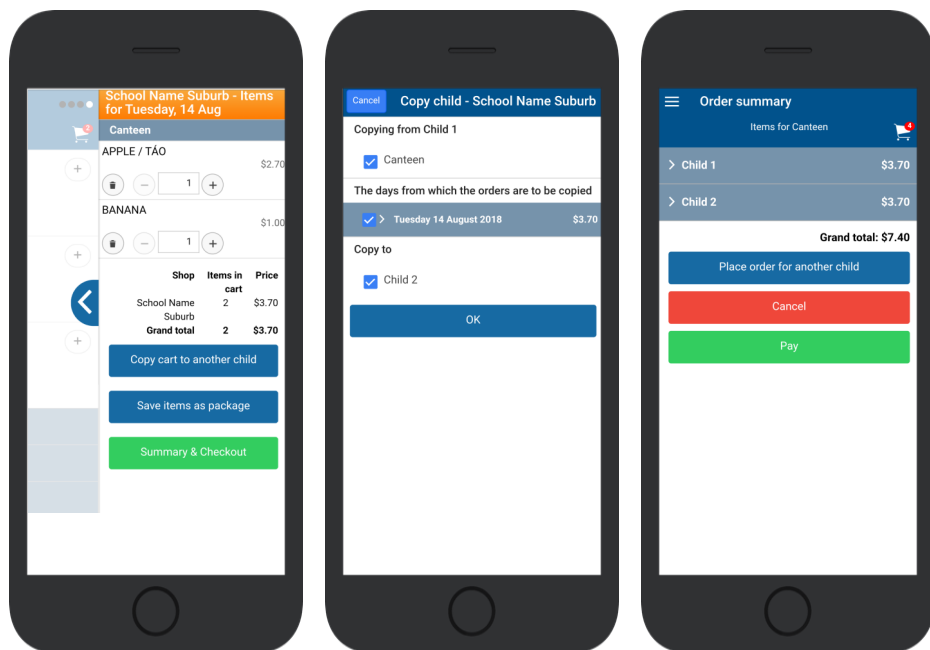 School Name Suburb - Items
for Tuesday, 14 Aug
2
Canteen
APPLE / TÁO
$2.70
1
BANANA
$1.00
1
Shop Items in cart Price
School Name Suburb 2 $3.70
Grand total 2 $3.70
Copy cart to another child
Save items as package
Summary & Checkout
Cancel Copy child - School Name Suburb
Copying from Child 1
Canteen
The days from which the orders are to be copied
Tuesday 14 August 2018 $3.70
Copy to
Child 2
OK
Order summary
Items for Canteen
4
Child 1 $3.70
Child 2 $3.70
Grand total: $7.40
Place order for another child
Cancel
Pay